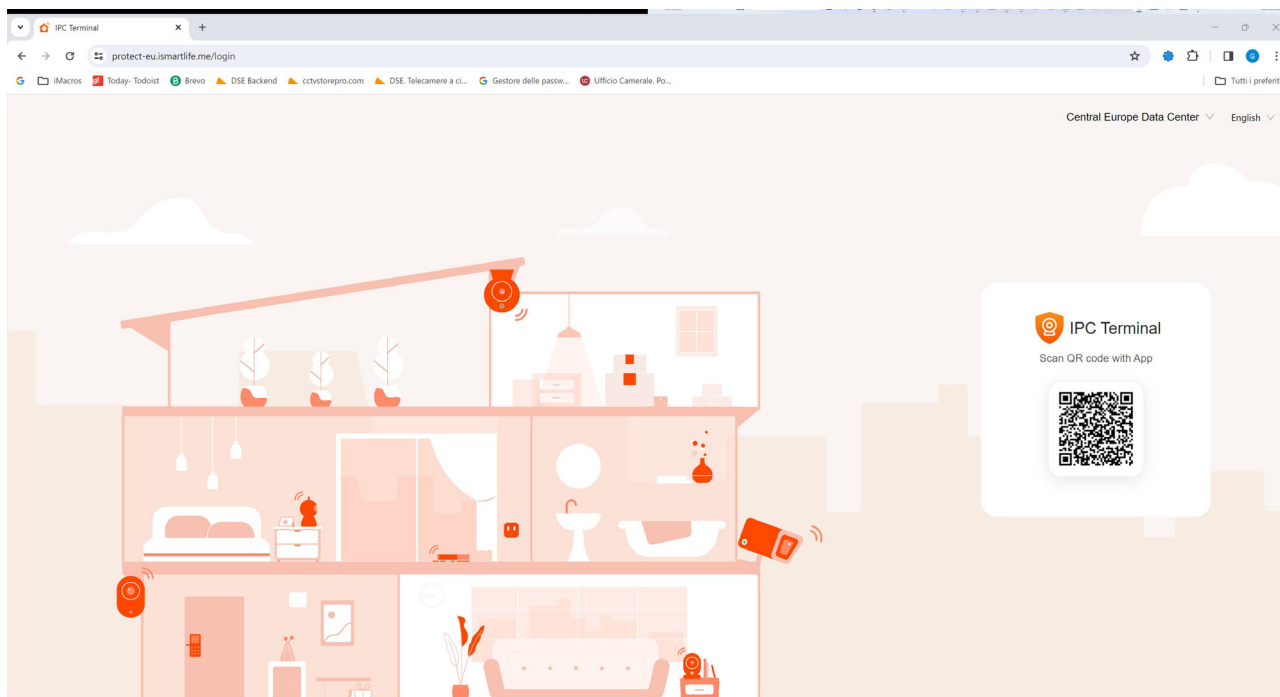 IPC Terminal
protect-eu.ismartlife.me/login
G
iMacros
Today- Todoist
Brevo
DSE Backend
cctvstorepro.com
DSE. Telecamere a ci...
Gestore delle passw...
Ufficio Camerale. Po...
Tutti i preferit
Central Europe Data Center
English
IPC Terminal
Scan QR code with App